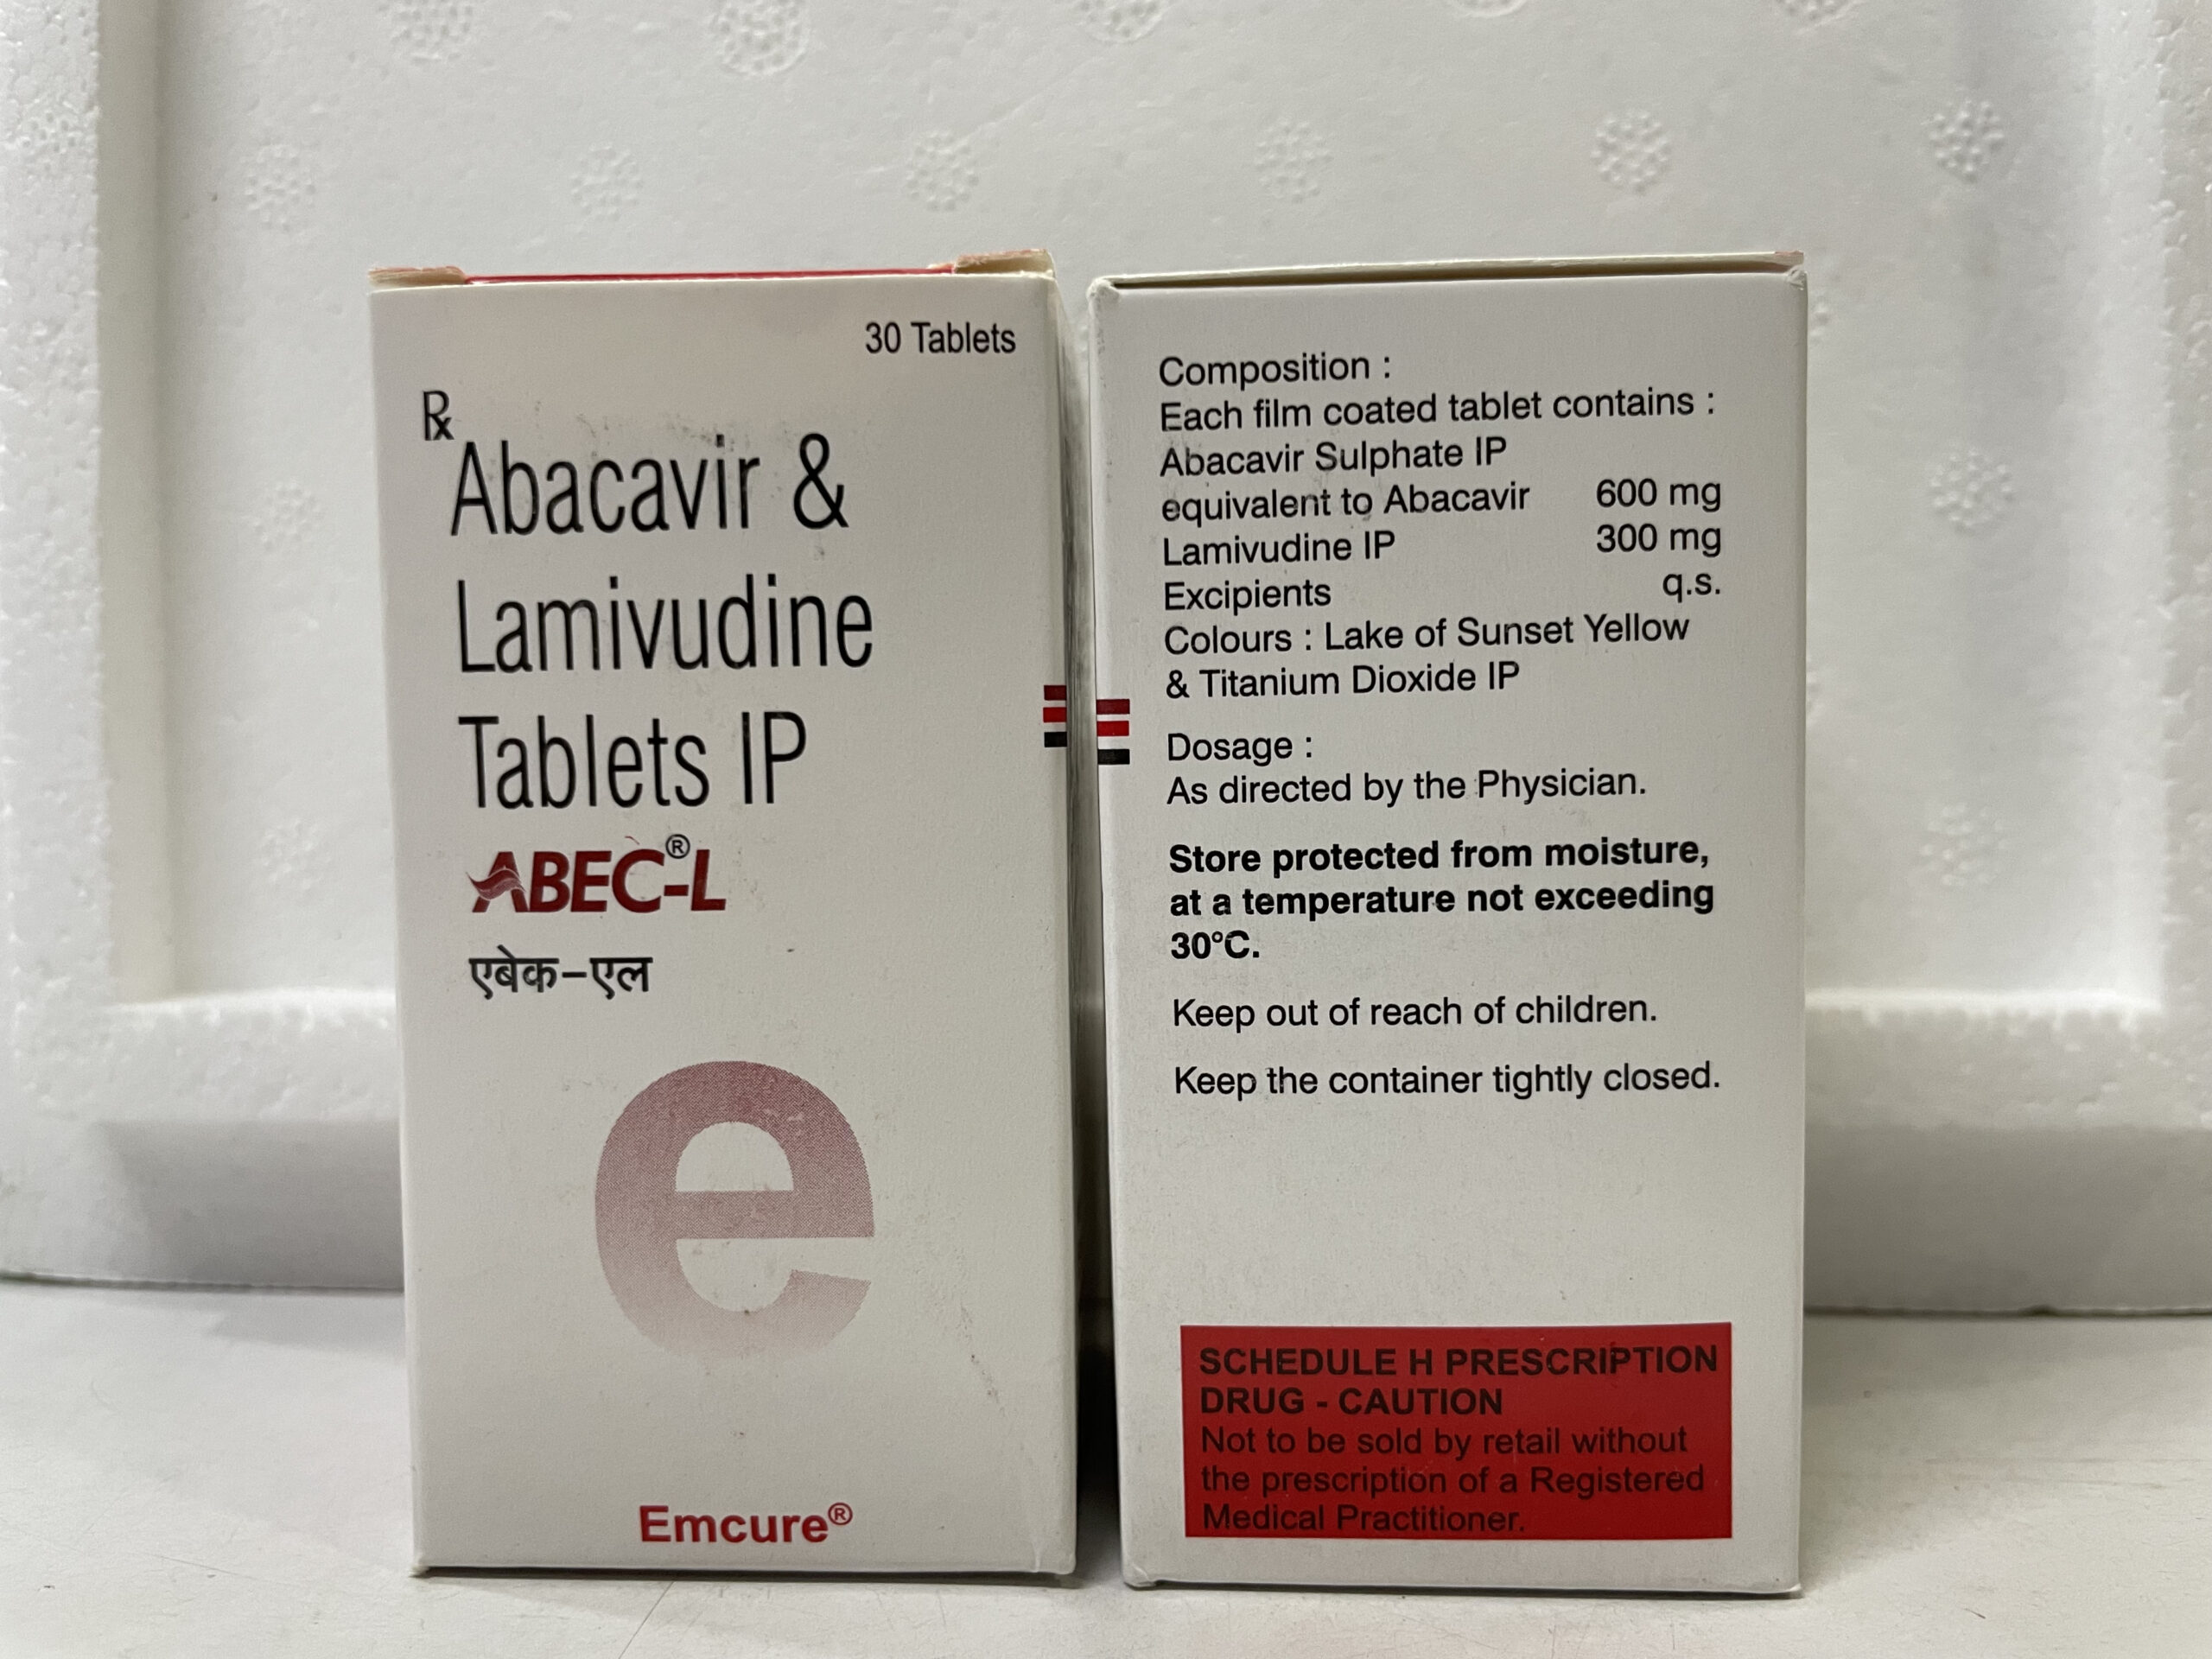 30 Tablets
Rx
Abacavir &
Lamivudine
Tablets IP
ABEC®-L
एबेक–एल
e
Emcure®
Composition :
Each film coated tablet contains :
Abacavir Sulphate IP
equivalent to Abacavir 600 mg
Lamivudine IP 300 mg
Excipients q.s.
Colours : Lake of Sunset Yellow
& Titanium Dioxide IP
Dosage :
As directed by the Physician.
Store protected from moisture,
at a temperature not exceeding
30°C.
Keep out of reach of children.
Keep the container tightly closed.
SCHEDULE H PRESCRIPTION
DRUG - CAUTION
Not to be sold by retail without
the prescription of a Registered
Medical Practitioner.